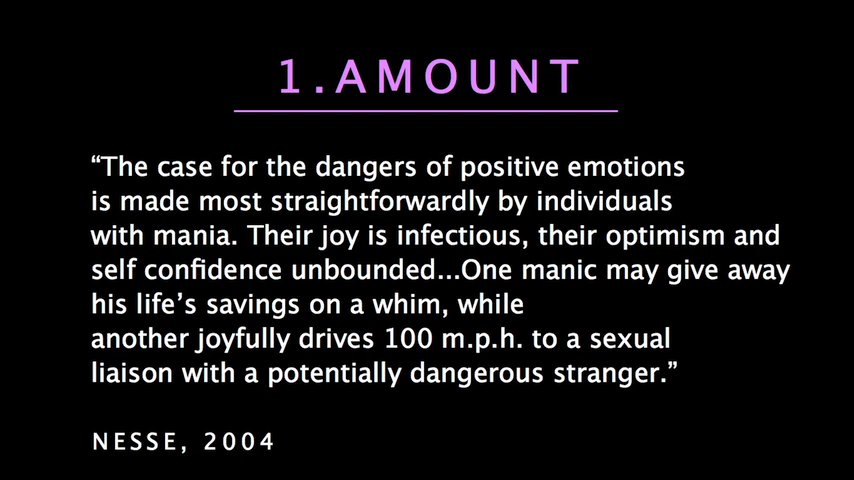 1.AMOUNT
“The case for the dangers of positive emotions
is made most straightforwardly by individuals
with mania. Their joy is infectious, their optimism and
self confidence unbounded...One manic may give away
his life’s savings on a whim, while
another joyfully drives 100 m.p.h. to a sexual
liaison with a potentially dangerous stranger.”
NESSE, 2004